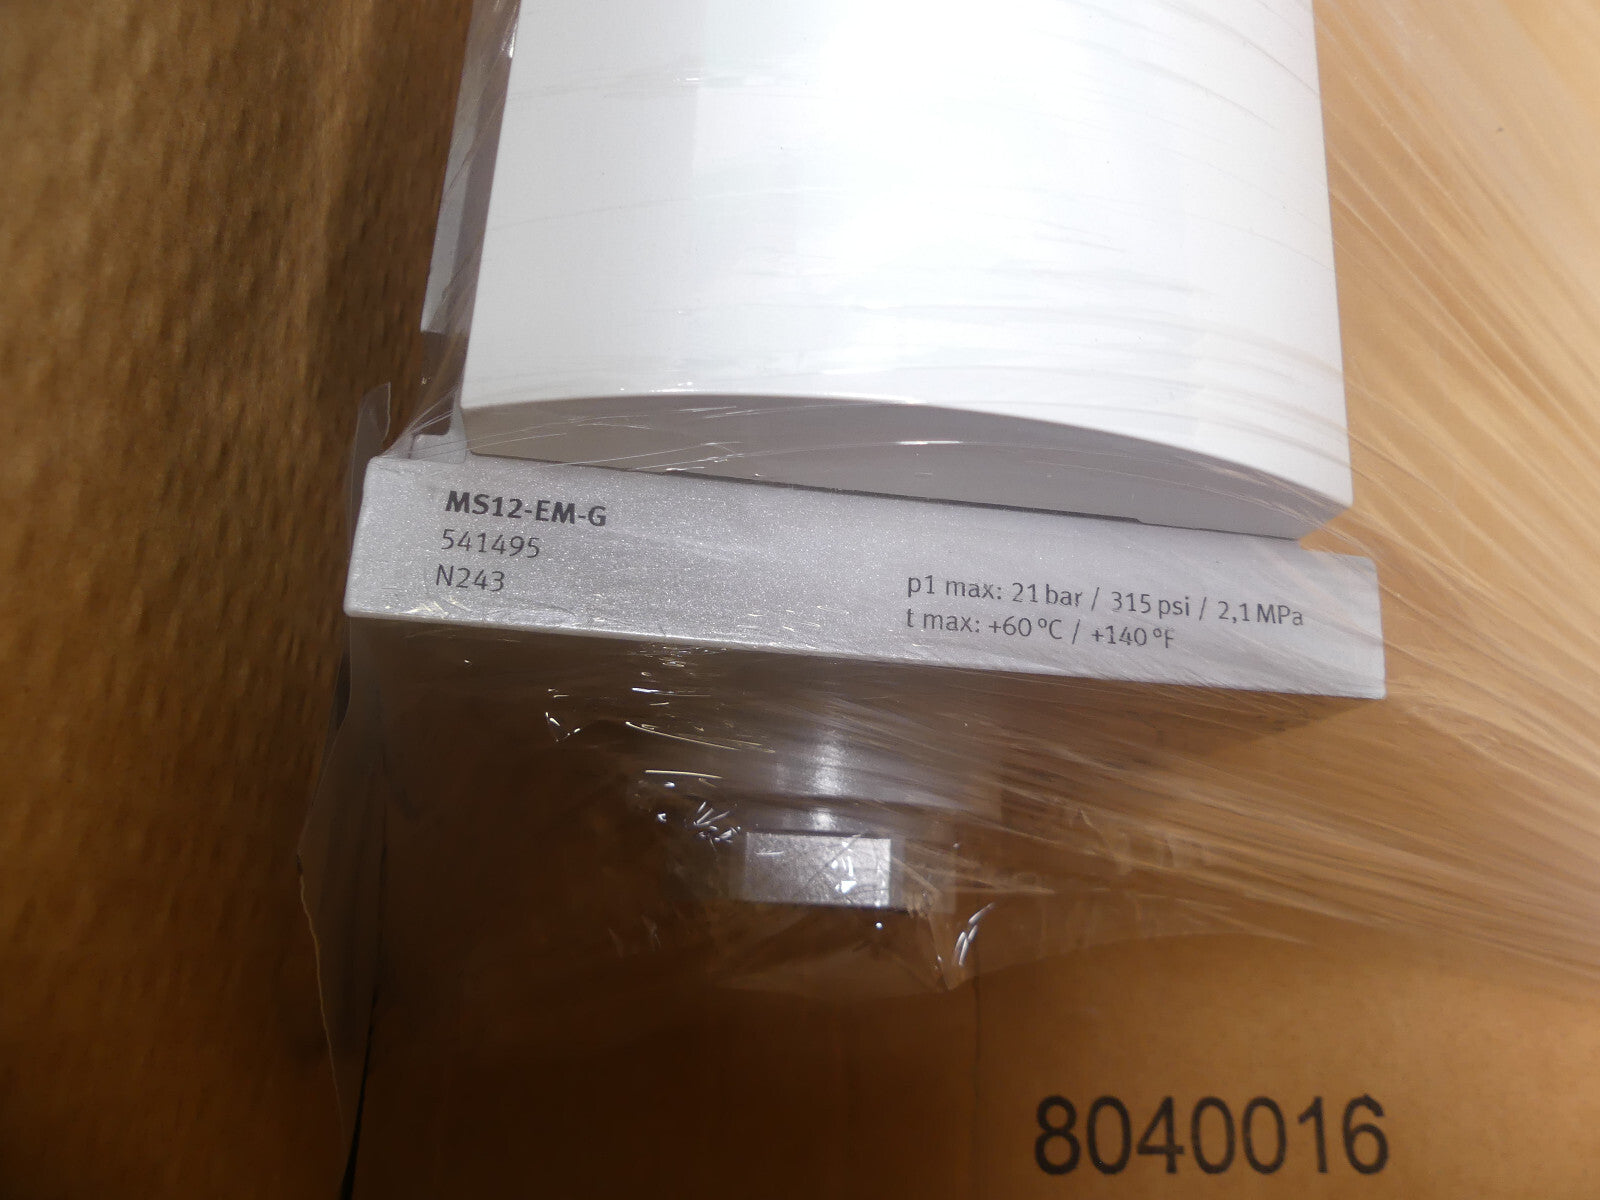 MS12-EM-G
541495
N243
p1 max: 21 bar / 315 psi / 2,1 MPa
t max: +60 °C / +140 °F
8040016